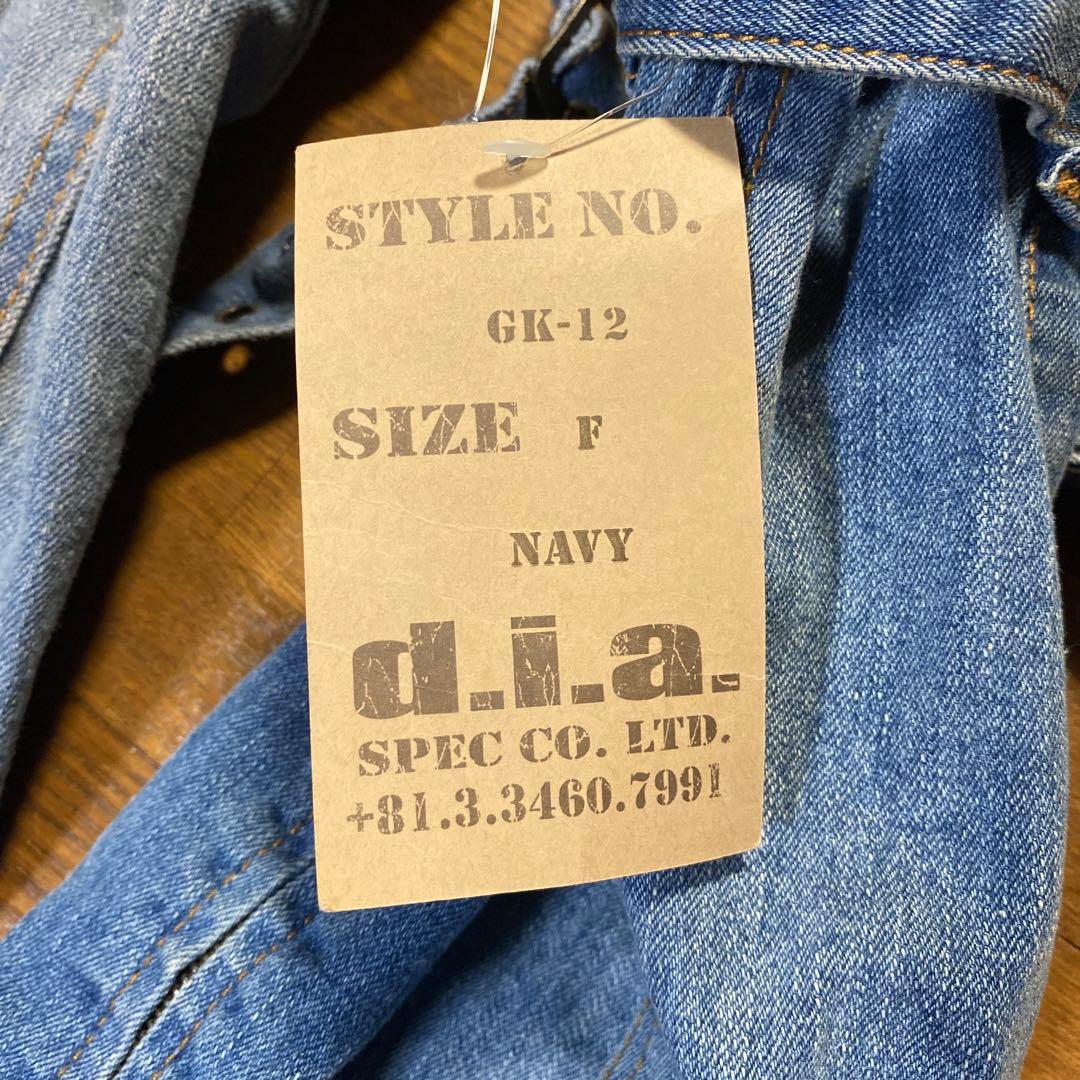 STYLE NO.
GK-12
SIZE F
NAVY
d.i.a.
SPEC CO. LTD.
+81.3.3460.7991